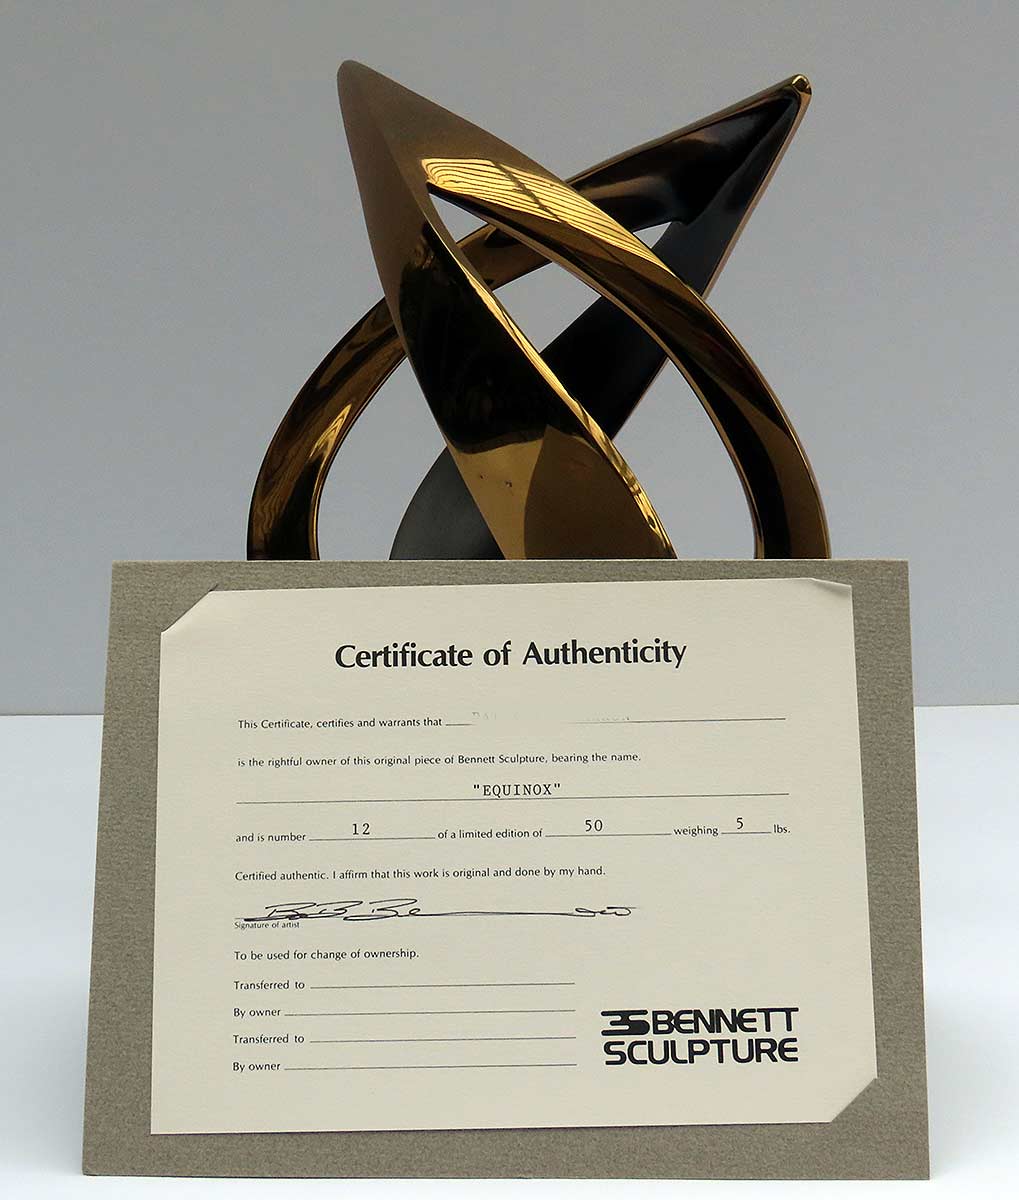 Certificate of Authenticity
This Certificate, certifies and warrants that
is the rightful owner of this original piece of Bennett Sculpture, bearing the name.
"EQUINOX"
and is number 12 of a limited edition of 50 weighing 5 lbs.
Certified authentic. I affirm that this work is original and done by my hand.
Bob Bennett
Signature of artist
To be used for change of ownership.
Transferred to
By owner
Transferred to
By owner
BENNETT
SCULPTURE